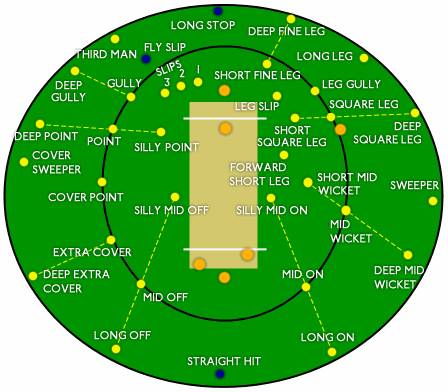 LONG STOP
DEEP FINE LEG
THIRD MAN
FLY SLIP
LONG LEG
SLIPS
3 2 1
SHORT FINE LEG
DEEP
GULLY
GULLY
LEG GULLY
LEG SLIP
SQUARE LEG
DEEP POINT
POINT
SILLY POINT
SHORT
SQUARE LEG
DEEP
SQUARE LEG
COVER
SWEEPER
FORWARD
SHORT LEG
SHORT MID
WICKET
SWEEPER
COVER POINT
SILLY MID OFF
SILLY MID ON
MID
WICKET
EXTRA COVER
DEEP EXTRA
COVER
MID OFF
MID ON
DEEP MID
WICKET
LONG OFF
LONG ON
STRAIGHT HIT